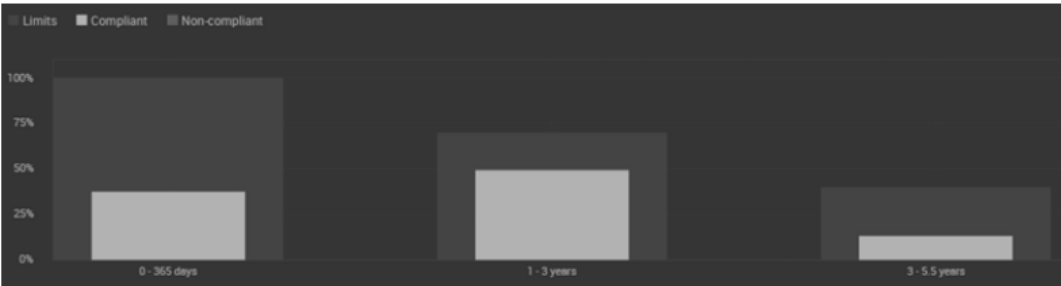 Limits Compliant Non-compliant
100%
75%
50%
25%
0%
0 - 365 days 1 - 3 years 3 - 5.5 years